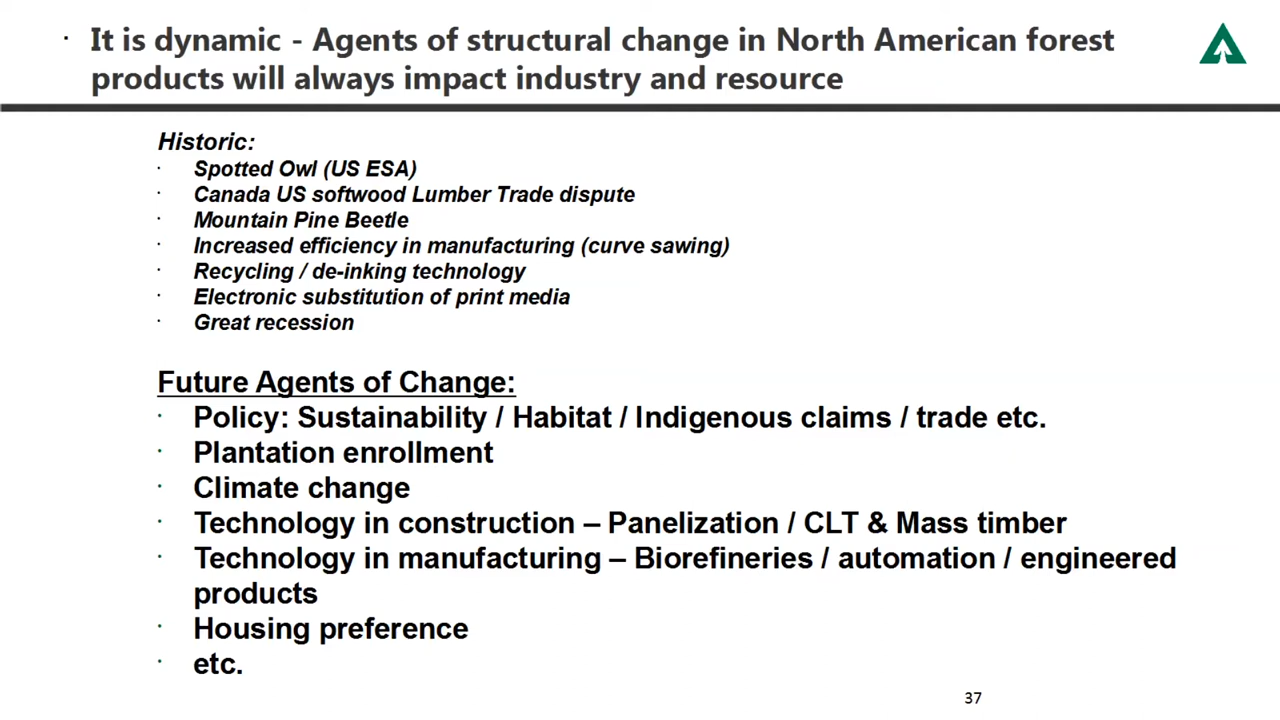 · It is dynamic - Agents of structural change in North American forest
products will always impact industry and resource
Historic:
· Spotted Owl (US ESA)
· Canada US softwood Lumber Trade dispute
· Mountain Pine Beetle
· Increased efficiency in manufacturing (curve sawing)
· Recycling / de-inking technology
· Electronic substitution of print media
· Great recession
Future Agents of Change:
· Policy: Sustainability / Habitat / Indigenous claims / trade etc.
· Plantation enrollment
· Climate change
· Technology in construction – Panelization / CLT & Mass timber
· Technology in manufacturing – Biorefineries / automation / engineered
products
· Housing preference
· etc.
37